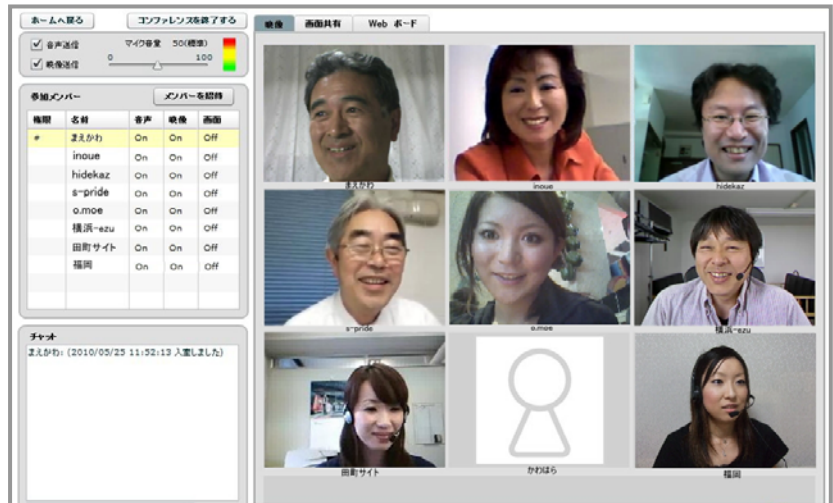 ホームへ戻る
コンファレンスを終了する
音声送信
マイク音量 50(標準)
0 100
映像送信
参加メンバー
メンバーを招待
権限 名前 音声 映像 画面
# まえかわ On On Off
inoue On On Off
hidekaz On On Off
s-pride On On Off
o.moe On On Off
横浜-ezu On On Off
田町サイト On On Off
福岡 On On Off
チャット
まえかわ: (2010/05/25 11:52:13 入室しました)
映像 画面共有 Web ボード
まえかわ inoue hidekaz
s-pride o.moe 横浜-ezu
田町サイト かわはら 福岡